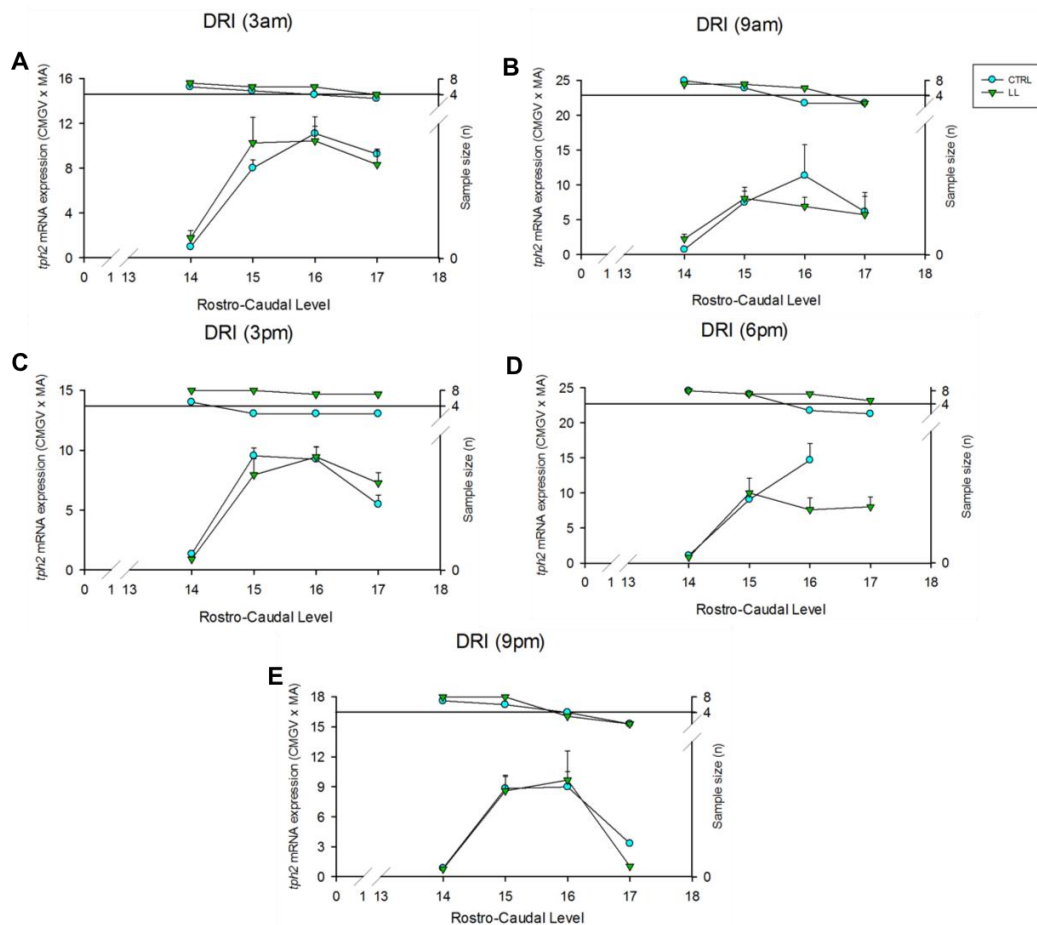 DRI (3am)
A
16
12
8
4
0
tph2 mRNA expression (CMGV x MA)
8
4
0
Sample size (n)
0 1 13 14 15 16 17 18
Rostro-Caudal Level
DRI (9am)
B
25
20
15
10
5
0
tph2 mRNA expression (CMGV x MA)
8
4
0
Sample size (n)
0 1 13 14 15 16 17 18
Rostro-Caudal Level
CTRL
LL
DRI (3pm)
C
15
10
5
0
tph2 mRNA expression (CMGV x MA)
8
4
0
Sample size (n)
0 1 13 14 15 16 17 18
Rostro-Caudal Level
DRI (6pm)
D
25
20
15
10
5
0
tph2 mRNA expression (CMGV x MA)
8
4
0
Sample size (n)
0 1 13 14 15 16 17 18
Rostro-Caudal Level
DRI (9pm)
E
18
15
12
9
6
3
0
tph2 mRNA expression (CMGV x MA)
8
4
0
Sample size (n)
0 1 13 14 15 16 17 18
Rostro-Caudal Level